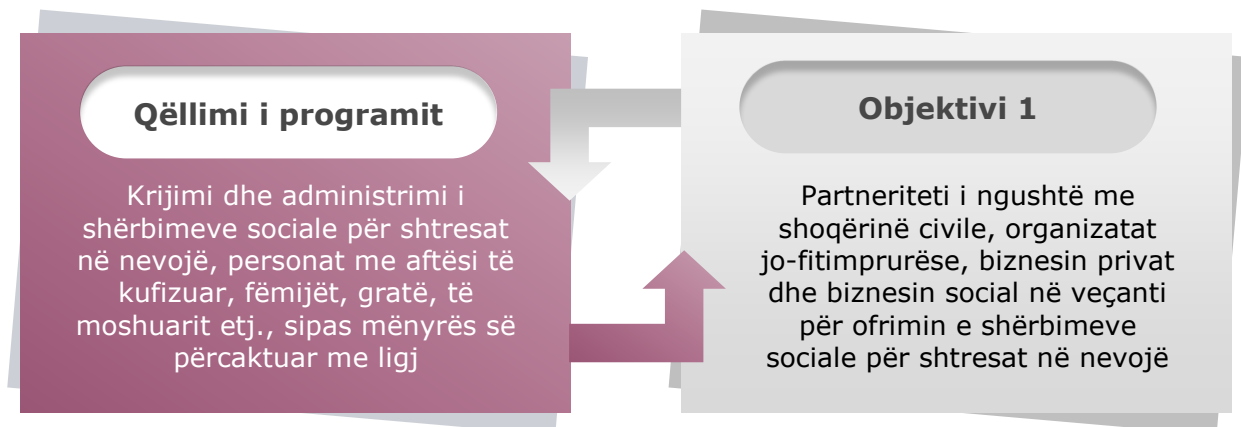 Qëllimi i programit
Krijimi dhe administrimi i
shërbimeve sociale për shtresat
në nevojë, personat me aftësi të
kufizuar, fëmijët, gratë, të
moshuarit etj., sipas mënyrës së
përcaktuar me ligj
Objektivi 1
Partneriteti i ngushtë me
shoqërinë civile, organizatat
jo-fitimprurëse, biznesin privat
dhe biznesin social në veçanti
për ofrimin e shërbimeve
sociale për shtresat në nevojë